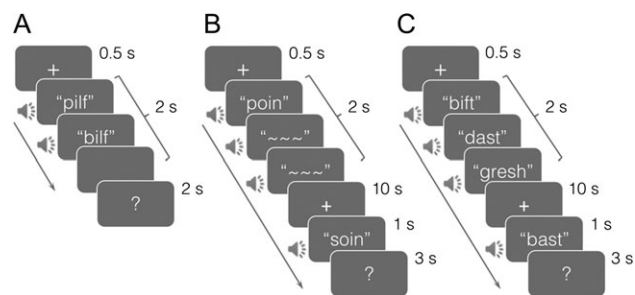 A
0.5 s
+
"pilf"
2 s
"bilf"
2 s
?
B
0.5 s
+
"poin"
2 s
"~~~"
"~~~"
10 s
+
1 s
"soin"
3 s
?
C
0.5 s
+
"bift"
2 s
"dast"
"gresh"
10 s
+
1 s
"bast"
3 s
?